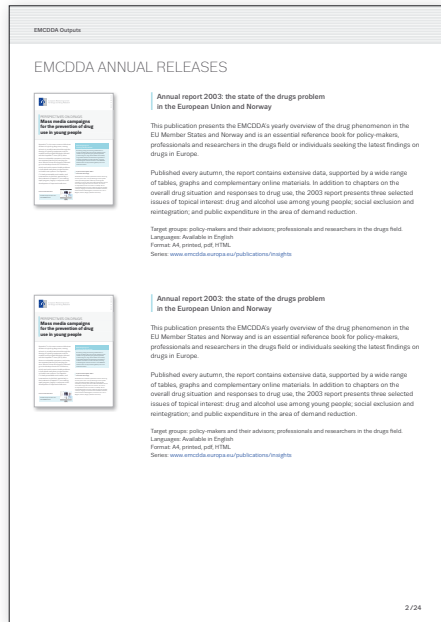 EMCDDA Outputs
EMCDDA ANNUAL RELEASES
Mass media campaigns
for the prevention of drug
use in young people
Annual report 2003: the state of the drugs problem
in the European Union and Norway
This publication presents the EMCDDA's yearly overview of the drug phenomenon in the
EU Member States and Norway and is an essential reference book for policy-makers,
professionals and researchers in the drugs field or individuals seeking the latest findings on
drugs in Europe.
Published every autumn, the report contains extensive data, supported by a wide range
of tables, graphs and complementary online materials. In addition to chapters on the
overall drug situation and responses to drug use, the 2003 report presents three selected
issues of topical interest: drug and alcohol use among young people; social exclusion and
reintegration; and public expenditure in the area of demand reduction.
Target groups: policy-makers and their advisors; professionals and researchers in the drugs field.
Languages: Available in English
Format: A4, printed, pdf, HTML
Series: www.emcdda.europa.eu/publications/insights
Mass media campaigns
for the prevention of drug
use in young people
Annual report 2003: the state of the drugs problem
in the European Union and Norway
This publication presents the EMCDDA's yearly overview of the drug phenomenon in the
EU Member States and Norway and is an essential reference book for policy-makers,
professionals and researchers in the drugs field or individuals seeking the latest findings on
drugs in Europe.
Published every autumn, the report contains extensive data, supported by a wide range
of tables, graphs and complementary online materials. In addition to chapters on the
overall drug situation and responses to drug use, the 2003 report presents three selected
issues of topical interest: drug and alcohol use among young people; social exclusion and
reintegration; and public expenditure in the area of demand reduction.
Target groups: policy-makers and their advisors; professionals and researchers in the drugs field.
Languages: Available in English
Format: A4, printed, pdf, HTML
Series: www.emcdda.europa.eu/publications/insights
2/24